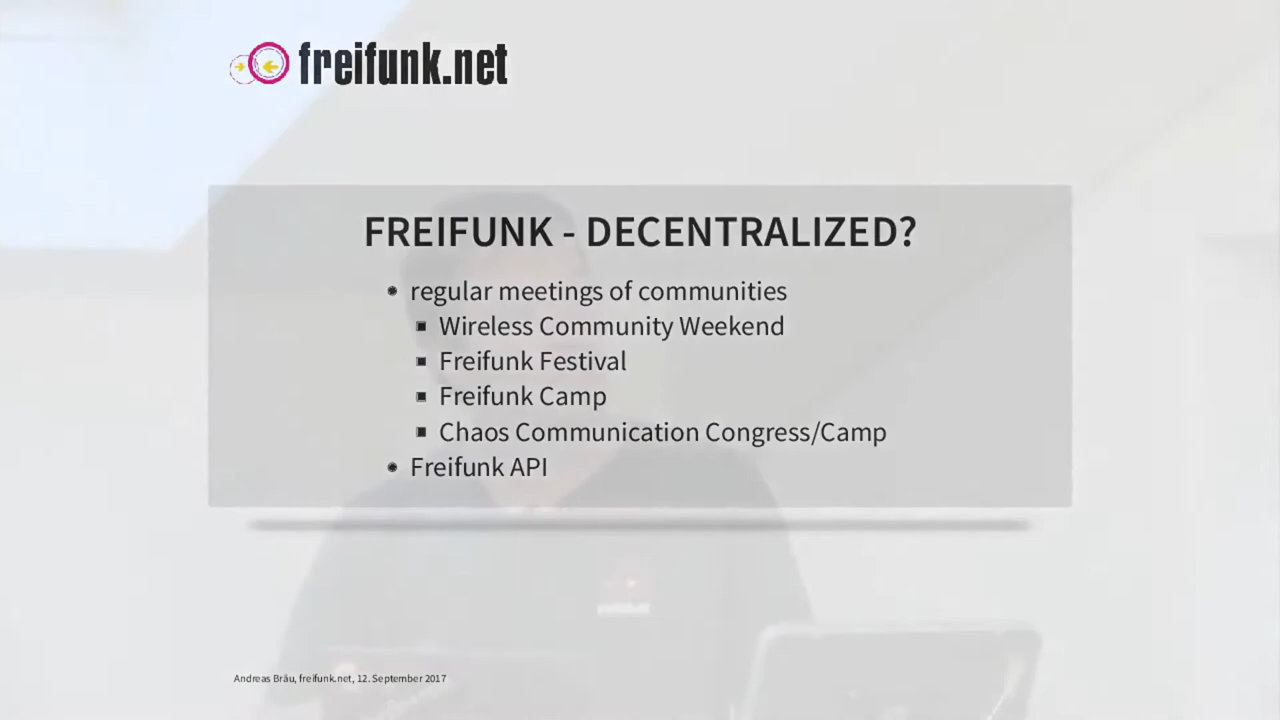 freifunk.net
FREIFUNK - DECENTRALIZED?
regular meetings of communities
Wireless Community Weekend
Freifunk Festival
Freifunk Camp
Chaos Communication Congress/Camp
Freifunk API
Andreas Bräu, freifunk.net, 12. September 2017